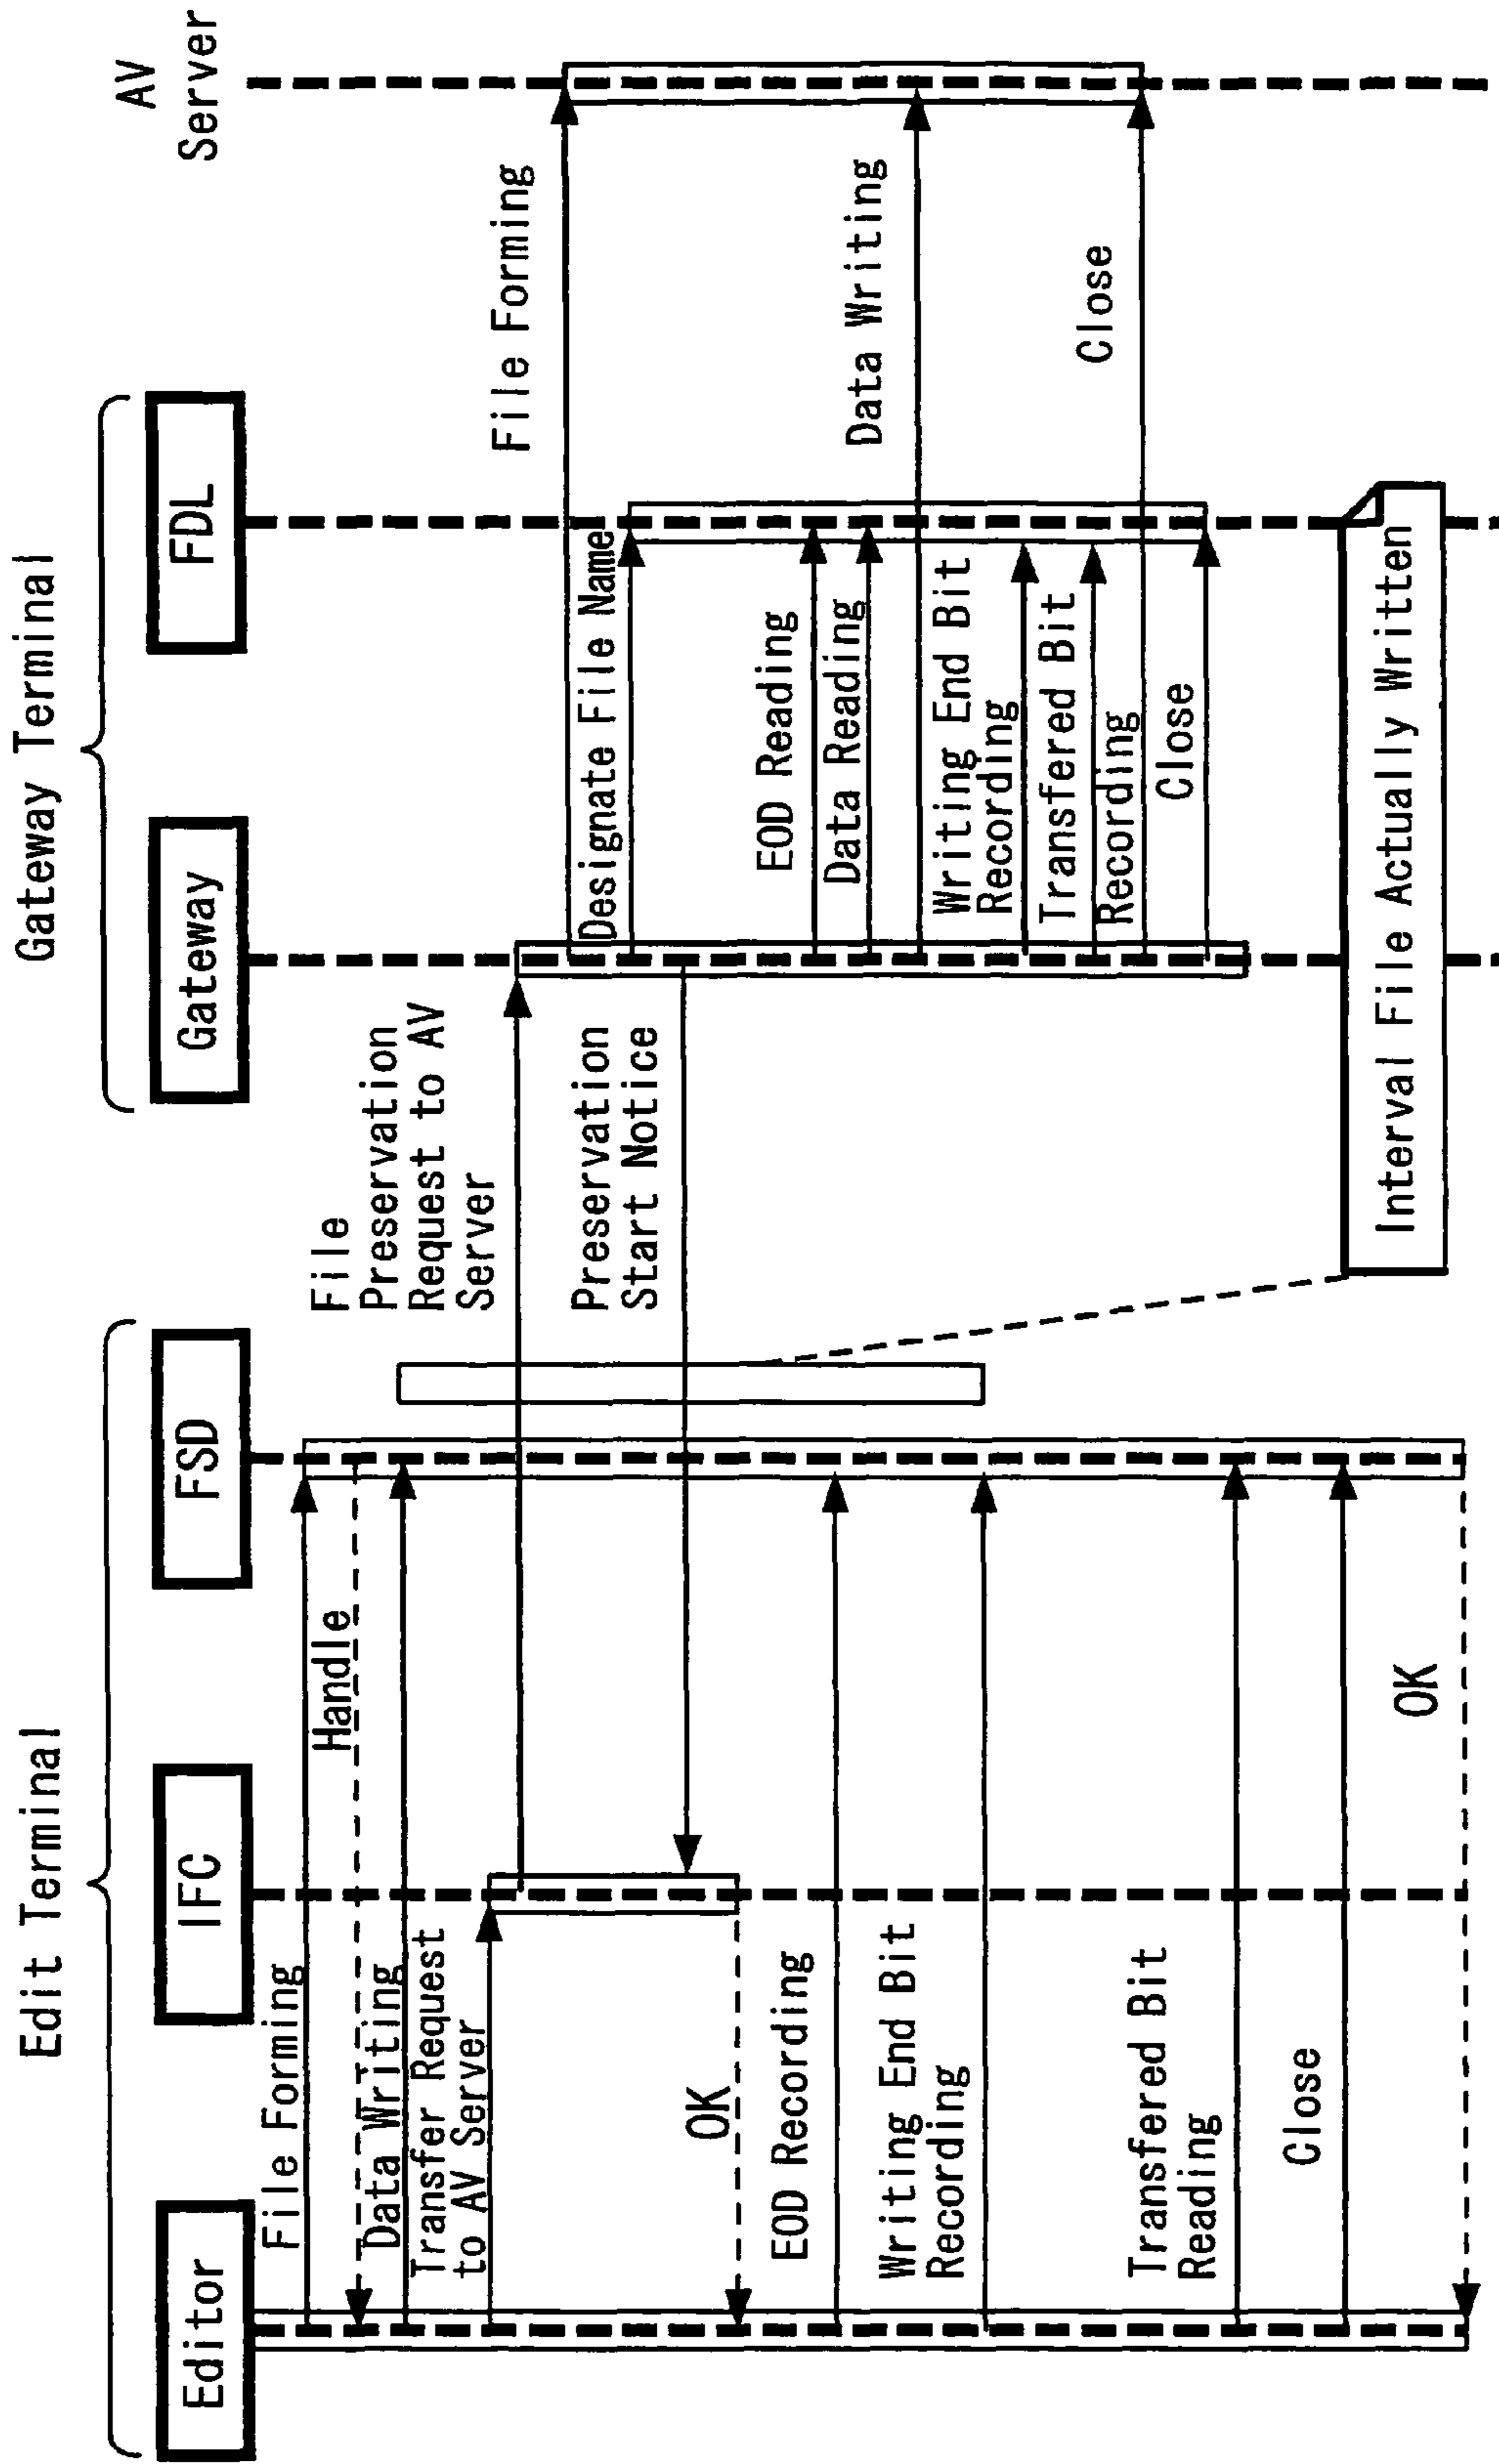 Edit Terminal
Gateway Terminal
Editor
IFC
FSD
Gateway
FDL
AV
Server
File Forming
Handle
Data Writing
Transfer Request
to AV Server
File
Preservation
Request to AV
Server
File Forming
Designate File Name
Preservation
Start Notice
OK
EOD Recording
EOD Reading
Data Reading
Data Writing
Writing End Bit
Recording
Writing End Bit
Recording
Transferred Bit
Recording
Close
Close
Transferred Bit
Reading
Close
OK
Interval File Actually Written